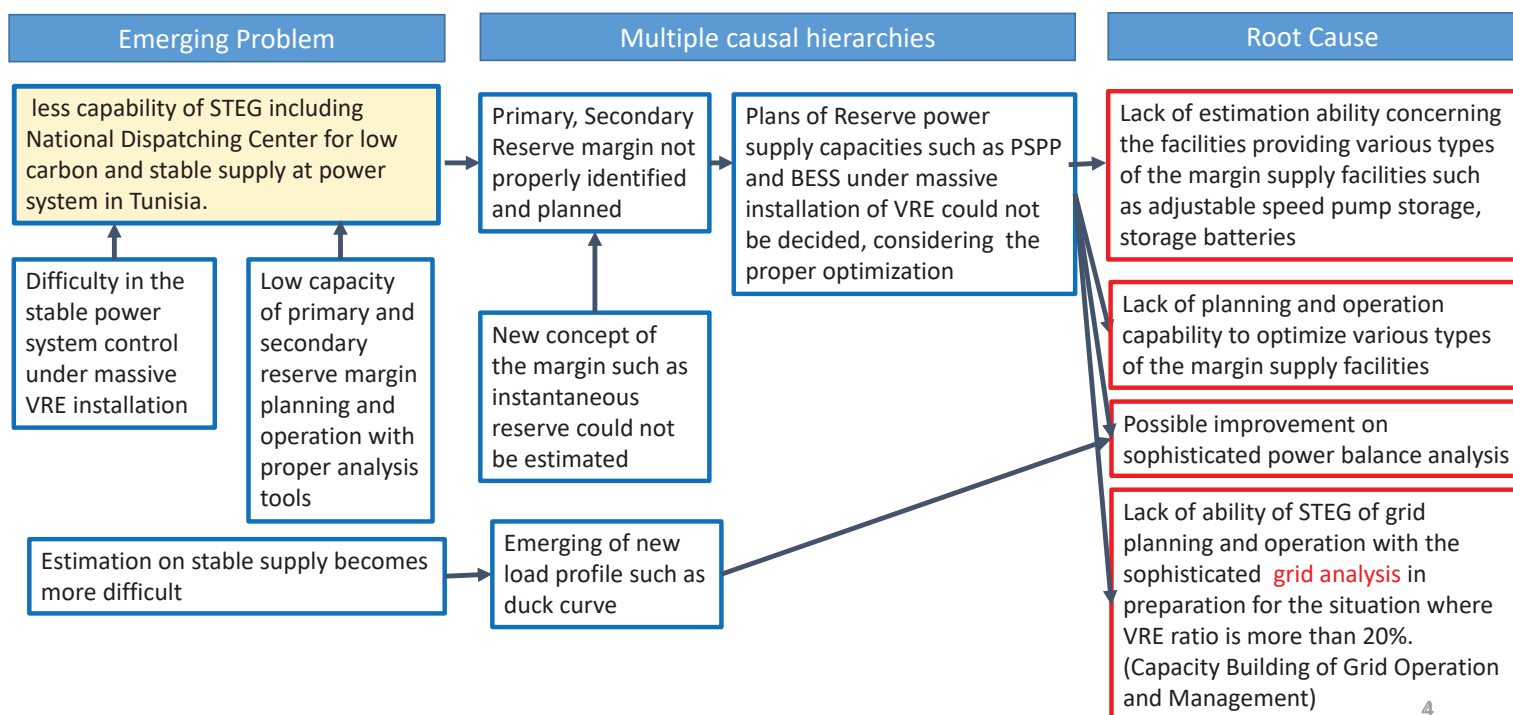 Emerging Problem
Multiple causal hierarchies
Root Cause
less capability of STEG including
National Dispatching Center for low
carbon and stable supply at power
system in Tunisia.
Difficulty in the
stable power
system control
under massive
VRE installation
Low capacity
of primary and
secondary
reserve margin
planning and
operation with
proper analysis
tools
Estimation on stable supply becomes
more difficult
Primary, Secondary
Reserve margin not
properly identified
and planned
New concept of
the margin such as
instantaneous
reserve could not
be estimated
Emerging of new
load profile such as
duck curve
Plans of Reserve power
supply capacities such as PSPP
and BESS under massive
installation of VRE could not
be decided, considering the
proper optimization
Lack of estimation ability concerning
the facilities providing various types
of the margin supply facilities such
as adjustable speed pump storage,
storage batteries
Lack of planning and operation
capability to optimize various types
of the margin supply facilities
Possible improvement on
sophisticated power balance analysis
Lack of ability of STEG of grid
planning and operation with the
sophisticated grid analysis in
preparation for the situation where
VRE ratio is more than 20%.
(Capacity Building of Grid Operation
and Management)
4